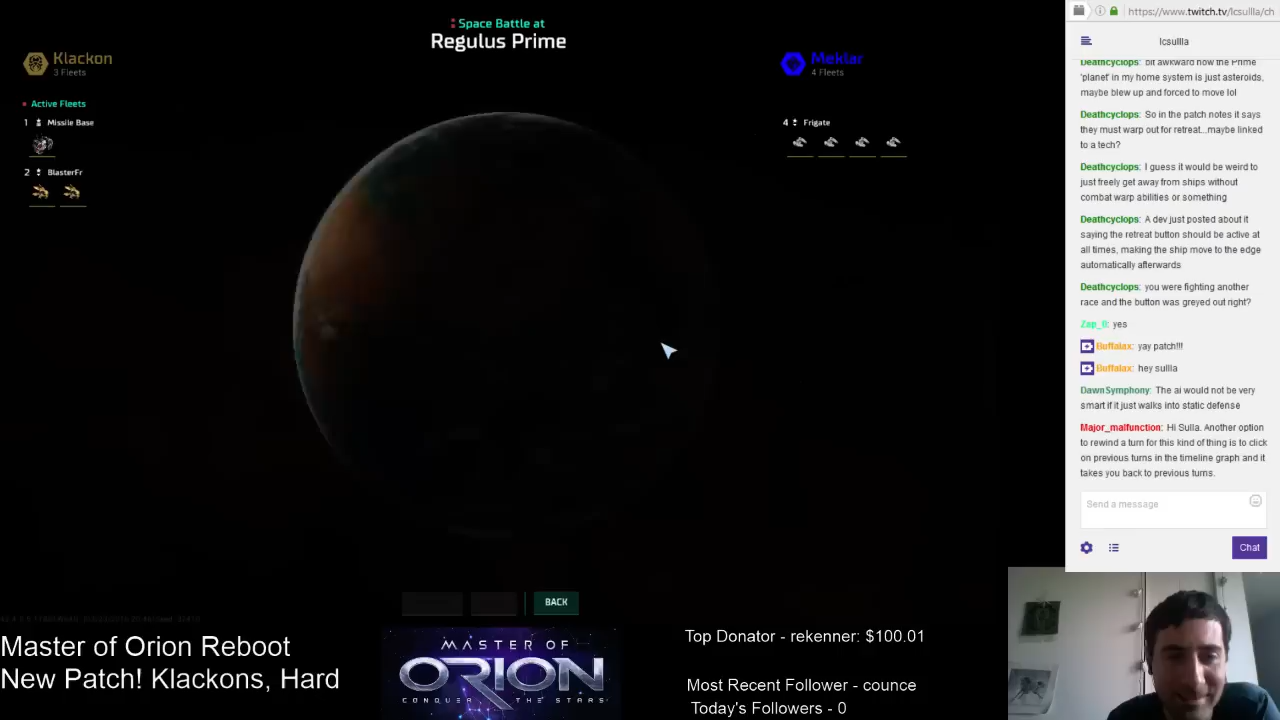 Space Battle at
Regulus Prime
Klackon
3 Fleets
Active Fleets
1 Missile Base
2 BlasterFr
Meklar
4 Fleets
4 Frigate
BACK
Master of Orion Reboot
New Patch! Klackons, Hard
MASTER OF
ORION
CONQUER THE STARS
Top Donator - rekenner: $100.01
Most Recent Follower - counce
Today's Followers - 0
https://www.twitch.tv/lcsullla/ch
lcsullla
Deathcyclops: bit awkward how the Prime
'planet' in my home system is just asteroids,
maybe blew up and forced to move lol
Deathcyclops: So in the patch notes it says
they must warp out for retreat...maybe linked
to a tech?
Deathcyclops: I guess it would be weird to
just freely get away from ships without
combat warp abilities or something
Deathcyclops: A dev just posted about it
saying the retreat button should be active at
all times, making the ship move to the edge
automatically afterwards
Deathcyclops: you were fighting another
race and the button was greyed out right?
Zap_0: yes
Buffalax: yay patch!!!
Buffalax: hey sullla
DawnSymphony: The ai would not be very
smart if it just walks into static defense
Major_malfunction: Hi Sulla. Another option
to rewind a turn for this kind of thing is to click
on previous turns in the timeline graph and it
takes you back to previous turns.
Send a message
Chat